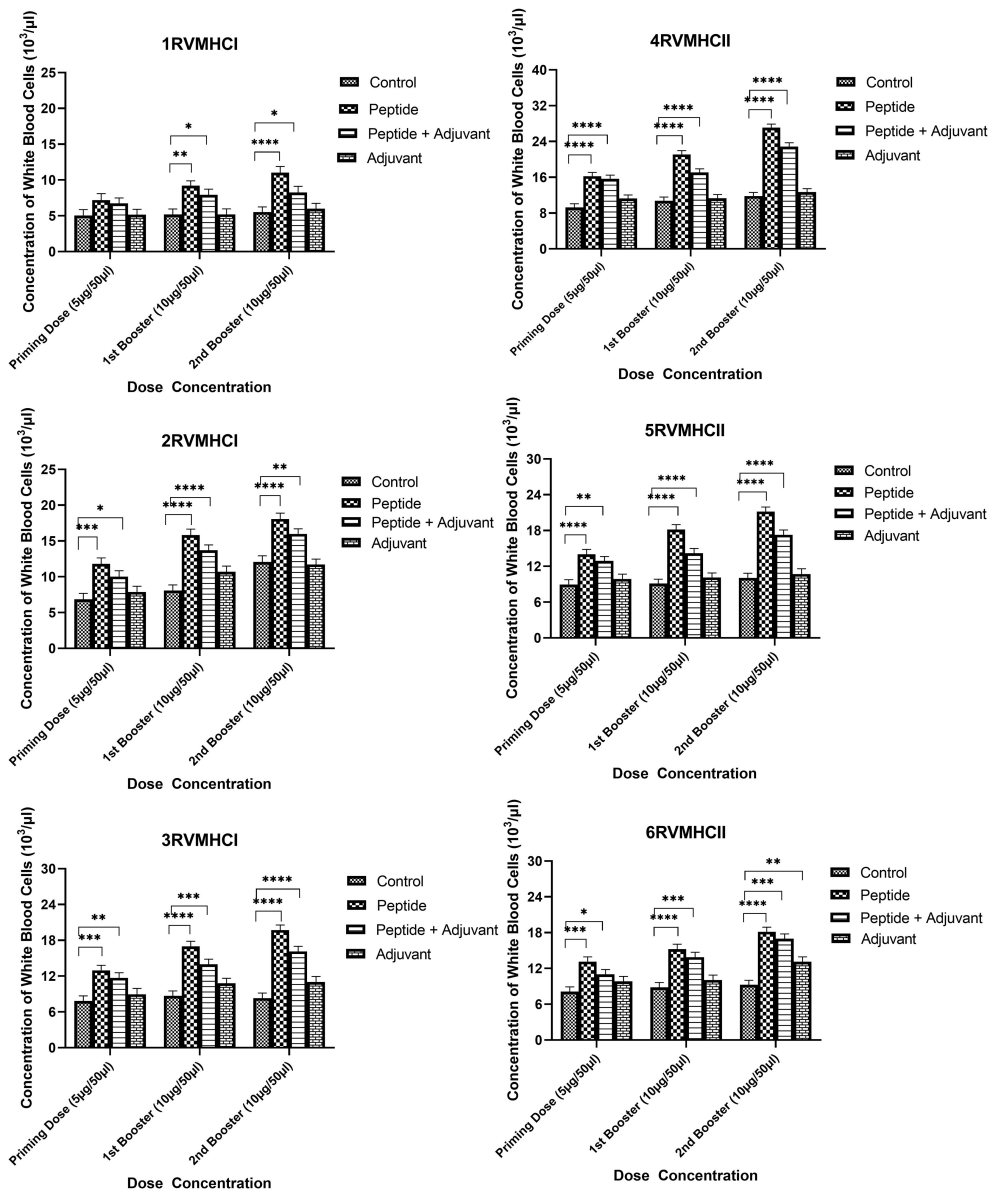 1RVMHCI
Concentration of White Blood Cells (10³/µl)
25
20
15
10
5
0
**
*
****
*
Control
Peptide
Peptide + Adjuvant
Adjuvant
Priming Dose (5µg/50µl)
1st Booster (10µg/50µl)
2nd Booster (10µg/50µl)
Dose Concentration
4RVMHCII
Concentration of White Blood Cells (10³/µl)
40
32
24
16
8
0
****
****
****
****
****
****
Control
Peptide
Peptide + Adjuvant
Adjuvant
Priming Dose (5µg/50µl)
1st Booster (10µg/50µl)
2nd Booster (10µg/50µl)
Dose Concentration
2RVMHCI
Concentration of White Blood Cells (10³/µl)
25
20
15
10
5
0
*
***
****
****
**
****
Control
Peptide
Peptide + Adjuvant
Adjuvant
Priming Dose (5µg/50µl)
1st Booster (10µg/50µl)
2nd Booster (10µg/50µl)
Dose Concentration
5RVMHCII
Concentration of White Blood Cells (10³/µl)
30
24
18
12
6
0
**
****
****
****
****
****
Control
Peptide
Peptide + Adjuvant
Adjuvant
Priming Dose (5µg/50µl)
1st Booster (10µg/50µl)
2nd Booster (10µg/50µl)
Dose Concentration
3RVMHCI
Concentration of White Blood Cells (10³/µl)
30
24
18
12
6
0
**
***
***
****
****
****
Control
Peptide
Peptide + Adjuvant
Adjuvant
Priming Dose (5µg/50µl)
1st Booster (10µg/50µl)
2nd Booster (10µg/50µl)
Dose Concentration
6RVMHCII
Concentration of White Blood Cells (10³/µl)
30
24
18
12
6
0
*
***
***
****
**
***
****
Control
Peptide
Peptide + Adjuvant
Adjuvant
Priming Dose (5µg/50µl)
1st Booster (10µg/50µl)
2nd Booster (10µg/50µl)
Dose Concentration